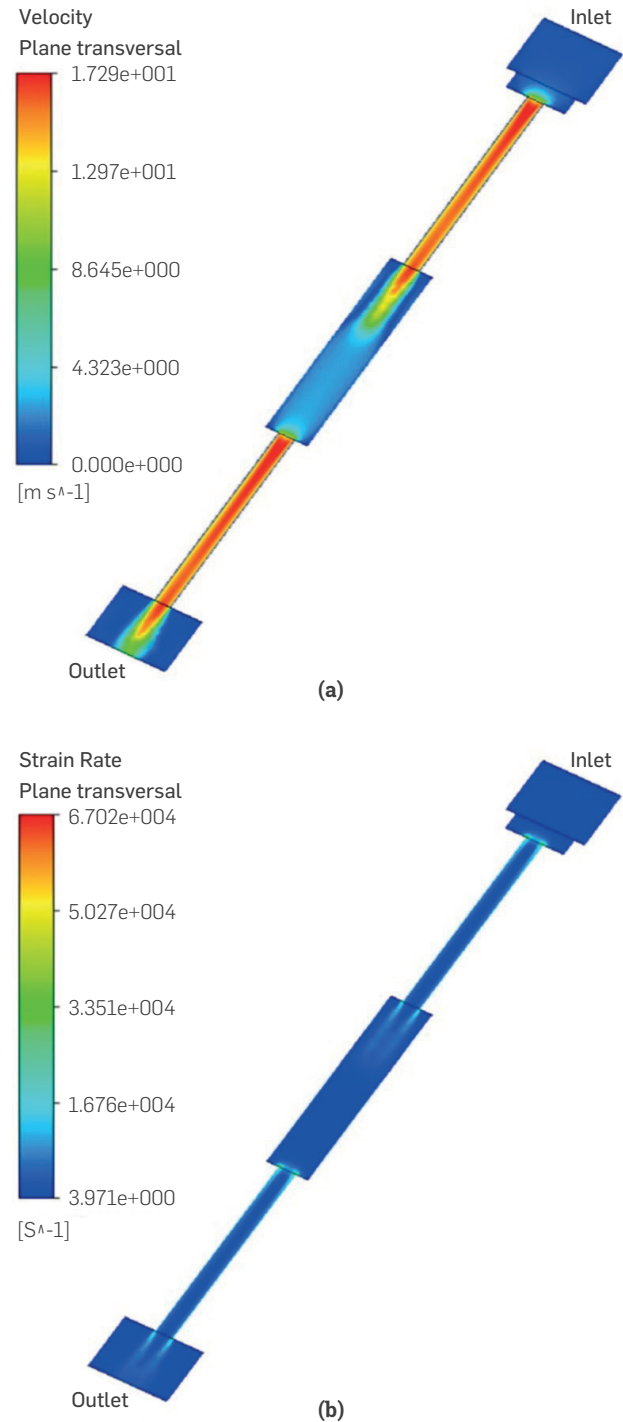 Velocity
Plane transversal
Inlet
1.729e+001
1.297e+001
8.645e+000
4.323e+000
0.000e+000
[m s^-1]
Outlet
(a)
Strain Rate
Plane transversal
Inlet
6.702e+004
5.027e+004
3.351e+004
1.676e+004
3.971e+000
[S^-1]
Outlet
(b)